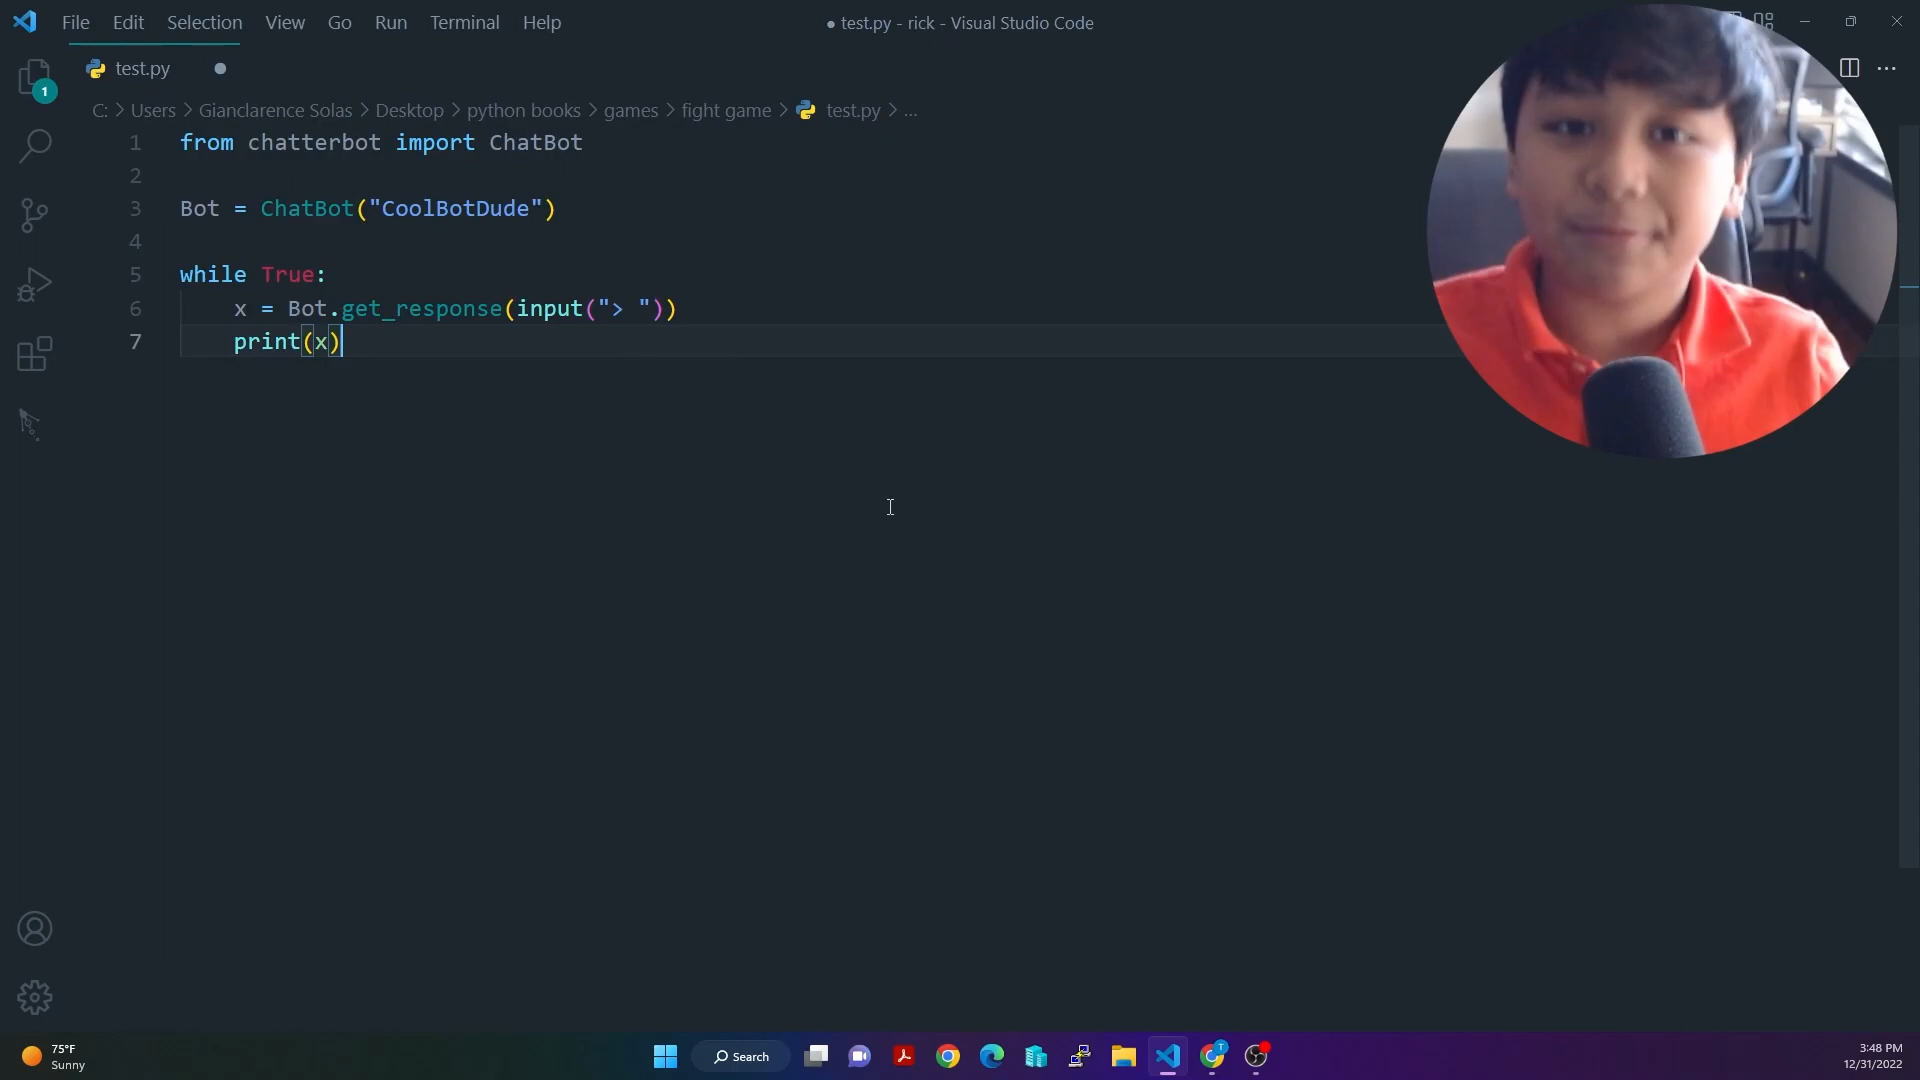 File Edit Selection View Go Run Terminal Help
● test.py - rick - Visual Studio Code
1
test.py
C: > Users > Gianclarence Solas > Desktop > python books > games > fight game > test.py > ...
1 from chatterbot import ChatBot
2
3 Bot = ChatBot("CoolBotDude")
4
5 while True:
6 x = Bot.get_response(input("> "))
7 print(x)
75°F
Sunny
Search
T
3:48 PM
12/31/2022